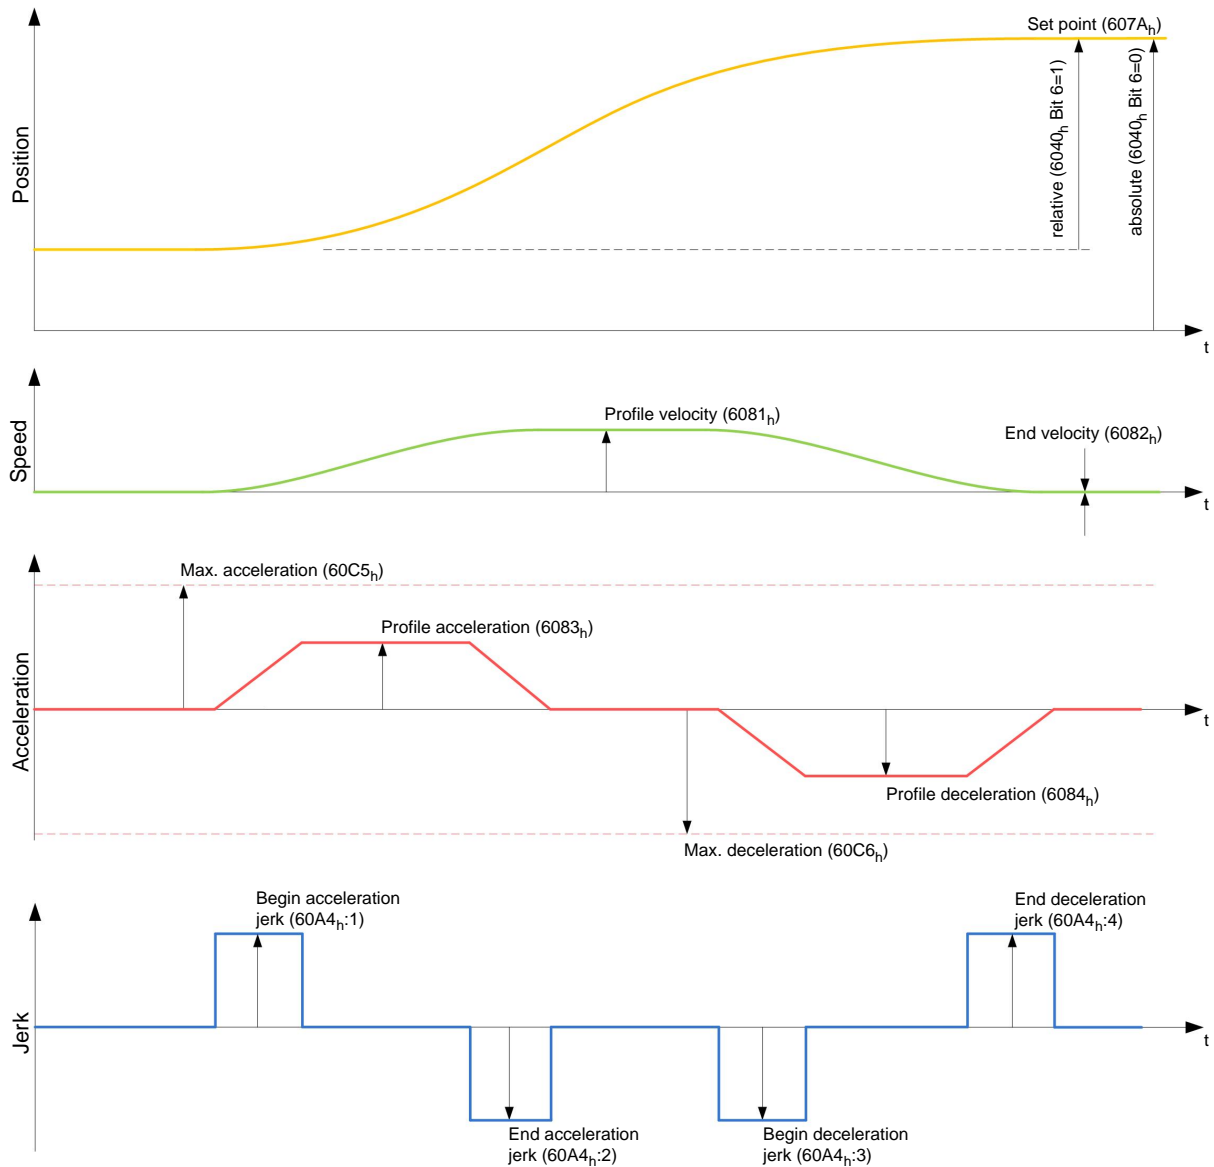 Set point (607Ah)
relative (6040h Bit 6=1)
absolute (6040h Bit 6=0)
Position
t
Profile velocity (6081h)
End velocity (6082h)
Speed
t
Max. acceleration (60C5h)
Profile acceleration (6083h)
Acceleration
t
Profile deceleration (6084h)
Max. deceleration (60C6h)
Begin acceleration
jerk (60A4h:1)
End deceleration
jerk (60A4h:4)
Jerk
t
End acceleration
jerk (60A4h:2)
Begin deceleration
jerk (60A4h:3)